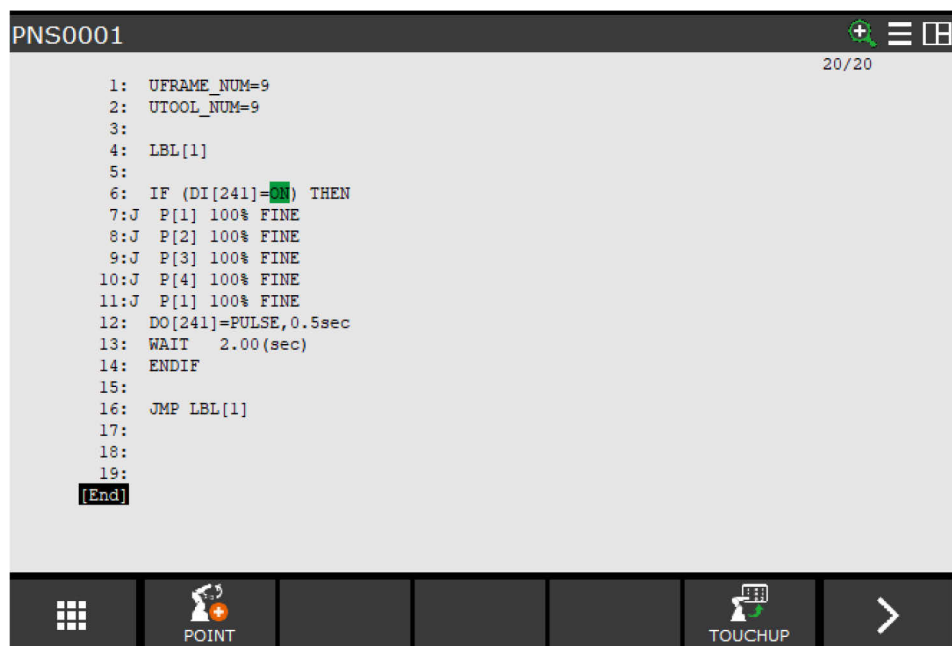 PNS0001
20/20
1: UFRAME_NUM=9
2: UTOOL_NUM=9
3:
4: LBL[1]
5:
6: IF (DI[241]=ON) THEN
7:J P[1] 100% FINE
8:J P[2] 100% FINE
9:J P[3] 100% FINE
10:J P[4] 100% FINE
11:J P[1] 100% FINE
12: DO[241]=PULSE,0.5sec
13: WAIT 2.00(sec)
14: ENDIF
15:
16: JMP LBL[1]
17:
18:
19:
[End]
POINT
TOUCHUP